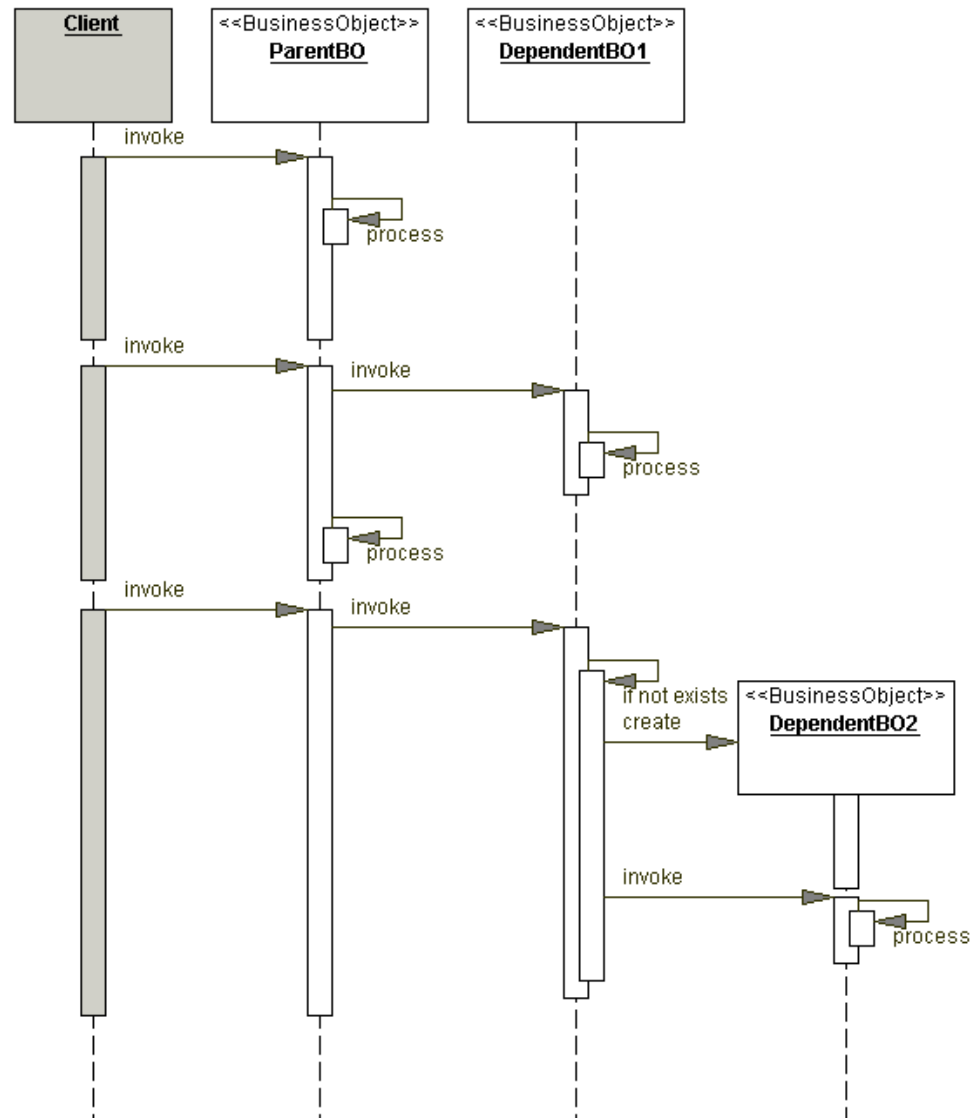 Client
<<BusinessObject>>
ParentBO
<<BusinessObject>>
DependentBO1
invoke
process
invoke
invoke
process
process
invoke
invoke
if not exists
create
<<BusinessObject>>
DependentBO2
invoke
process